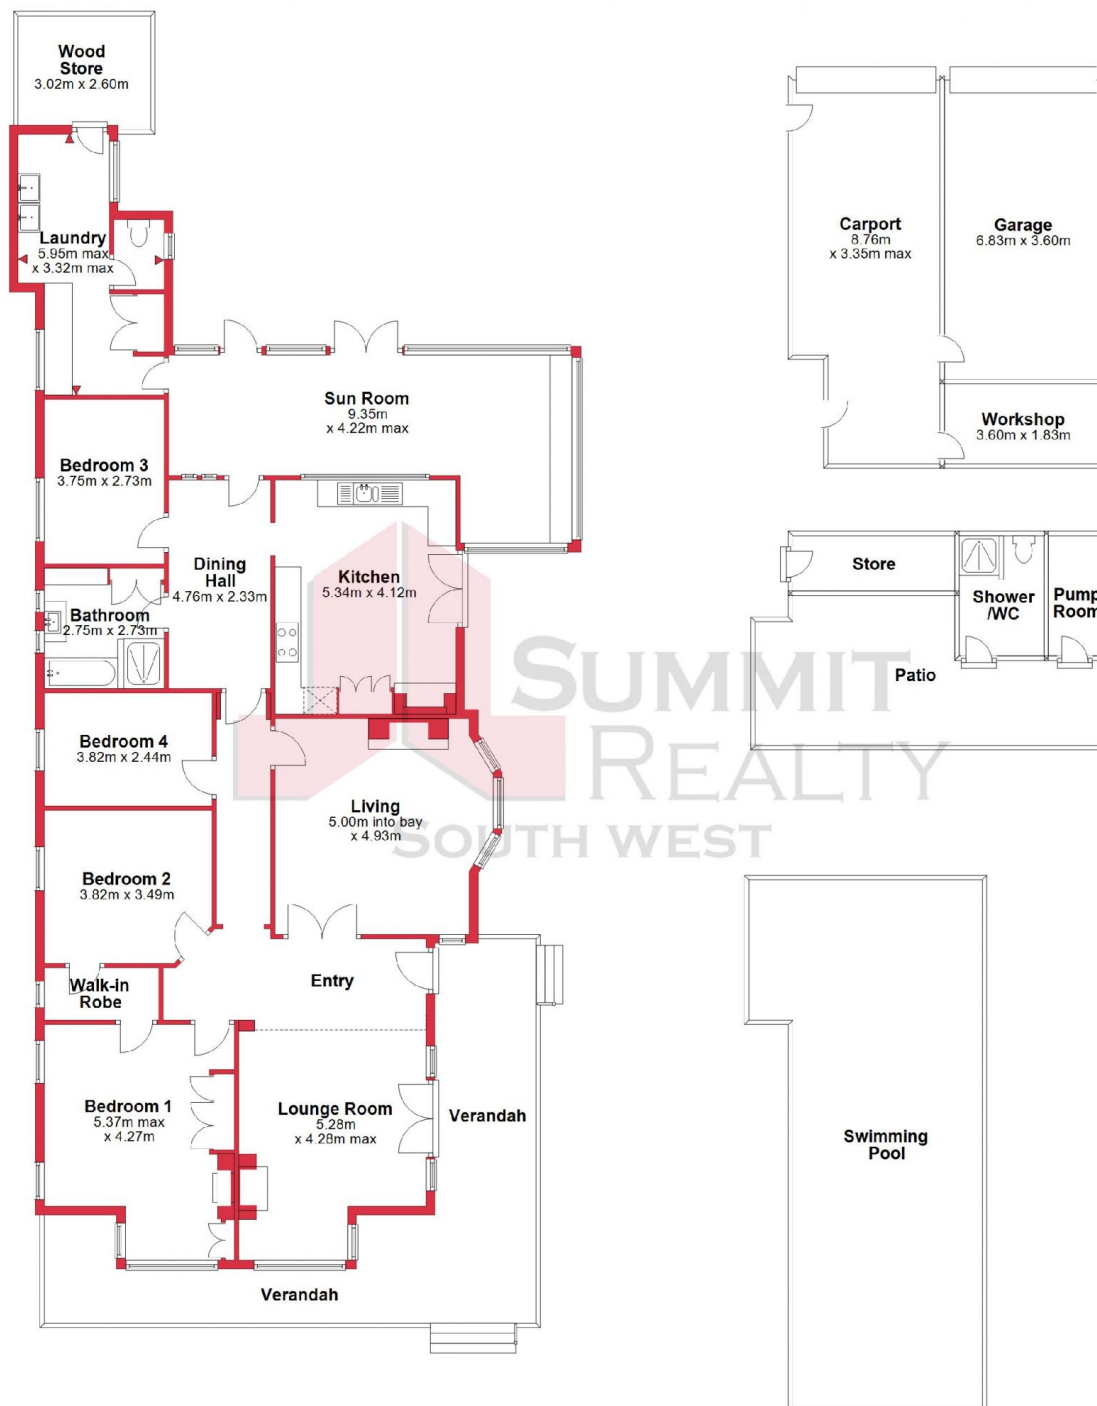 Wood
Store
3.02m x 2.60m
Laundry
5.95m max
x 3.32m max
Sun Room
9.35m
x 4.22m max
Bedroom 3
3.75m x 2.73m
Dining
Hall
4.76m x 2.33m
Kitchen
5.34m x 4.12m
Bathroom
2.75m x 2.73m
Bedroom 4
3.82m x 2.44m
Living
5.00m into bay
x 4.93m
Bedroom 2
3.82m x 3.49m
Walk-in
Robe
Entry
Bedroom 1
5.37m max
x 4.27m
Lounge Room
5.28m
x 4.28m max
Verandah
Verandah
Carport
8.76m
x 3.35m max
Garage
6.83m x 3.60m
Workshop
3.60m x 1.83m
Store
Shower
/WC
Pump
Room
Patio
Swimming
Pool
SUMMIT
REALTY
SOUTH WEST